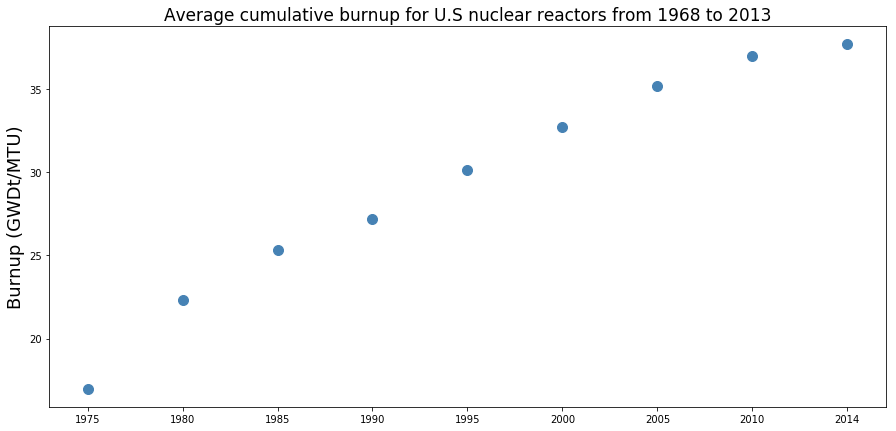 Average cumulative burnup for U.S nuclear reactors from 1968 to 2013
Burnup (GWDt/MTU)
35
30
25
20
1975 1980 1985 1990 1995 2000 2005 2010 2014